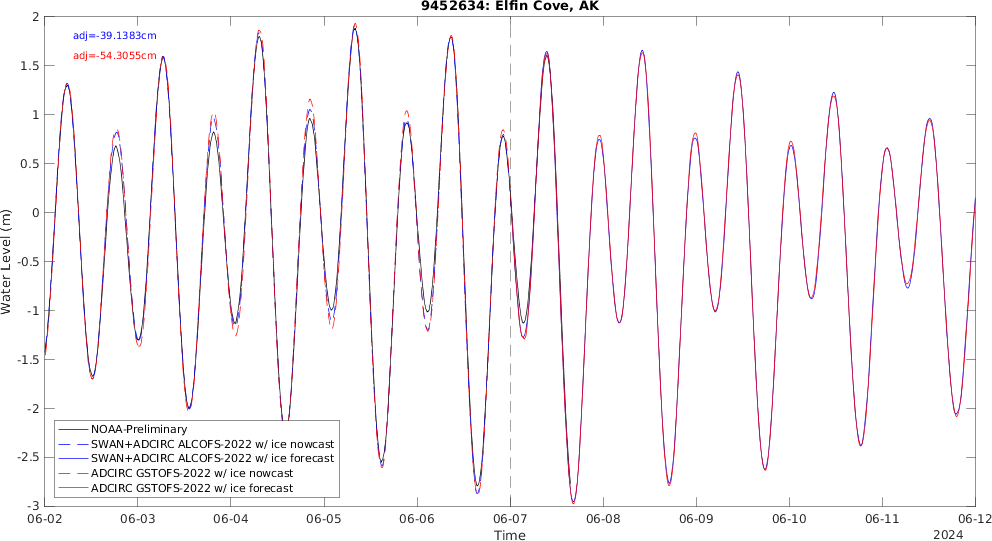 9452634: Elfin Cove, AK
adj=-39.1383cm
adj=-54.3055cm
Water Level (m)
2
1.5
1
0.5
0
-0.5
-1
-1.5
-2
-2.5
-3
NOAA-Preliminary
SWAN+ADCIRC ALCOFS-2022 w/ ice nowcast
SWAN+ADCIRC ALCOFS-2022 w/ ice forecast
ADCIRC GSTOFS-2022 w/ ice nowcast
ADCIRC GSTOFS-2022 w/ ice forecast
06-02 06-03 06-04 06-05 06-06 06-07 06-08 06-09 06-10 06-11 06-12
Time
2024